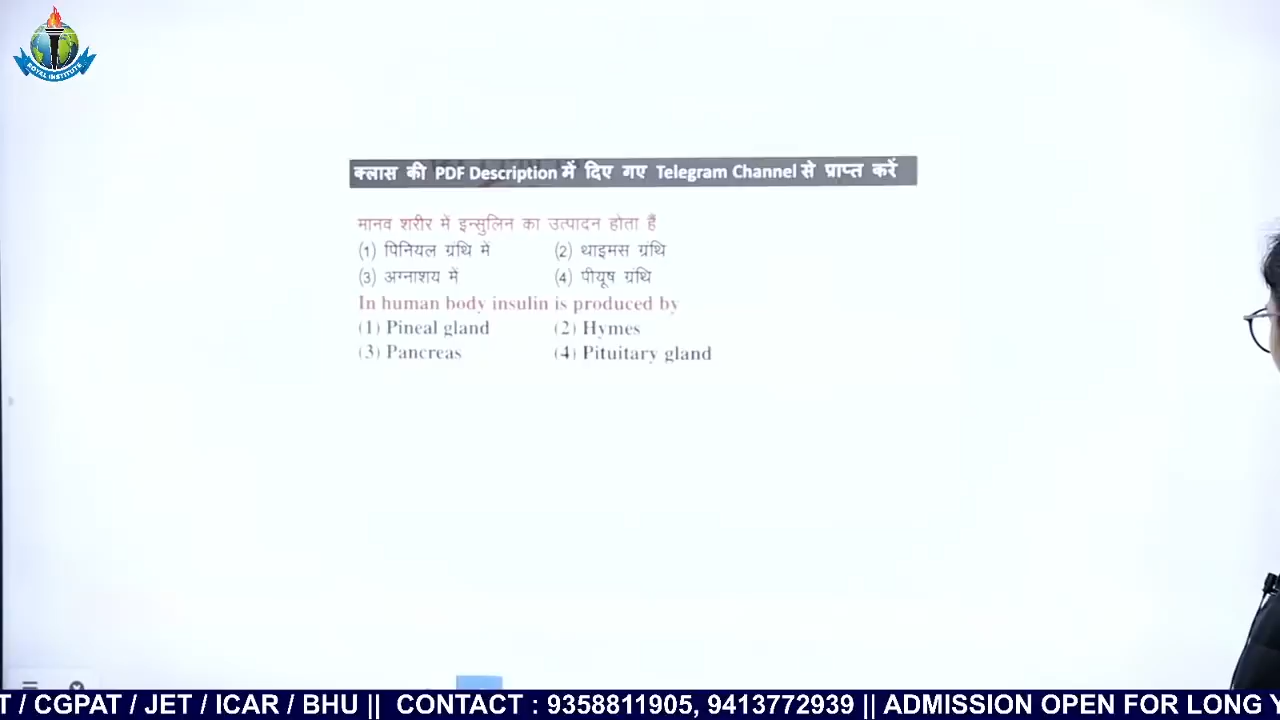 ROYAL INSTITUTE
क्लास की PDF Description में दिए गए Telegram Channel से प्राप्त करें
मानव शरीर में इन्सुलिन का उत्पादन होता हैं
(1) पिनियल ग्रंथि में (2) थाइमस ग्रंथि
(3) अग्नाशय में (4) पीयूष ग्रंथि
In human body insulin is produced by
(1) Pineal gland (2) Hymes
(3) Pancreas (4) Pituitary gland
T / CGPAT / JET / ICAR / BHU || CONTACT : 9358811905, 9413772939 || ADMISSION OPEN FOR LONG Y